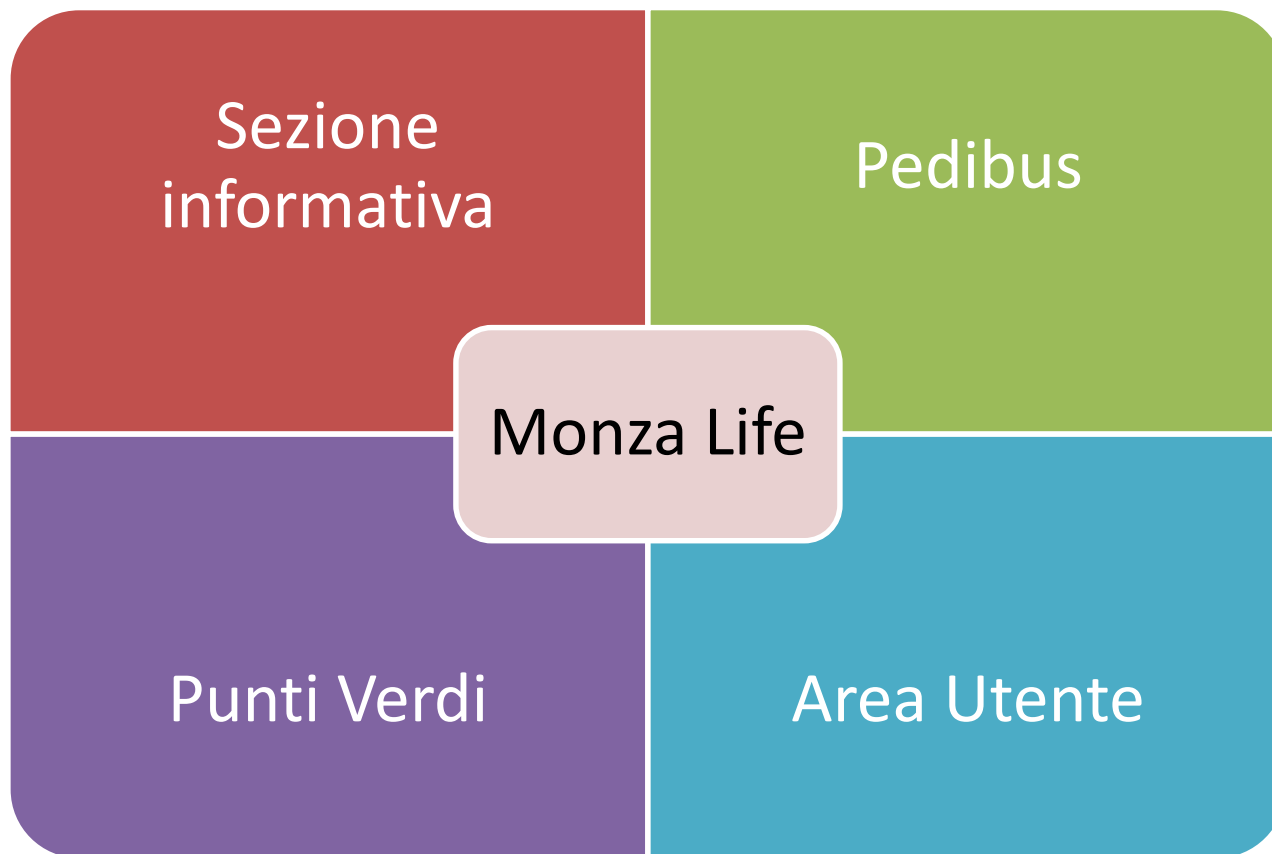 Sezione
informativa
Pedibus
Monza Life
Punti Verdi
Area Utente